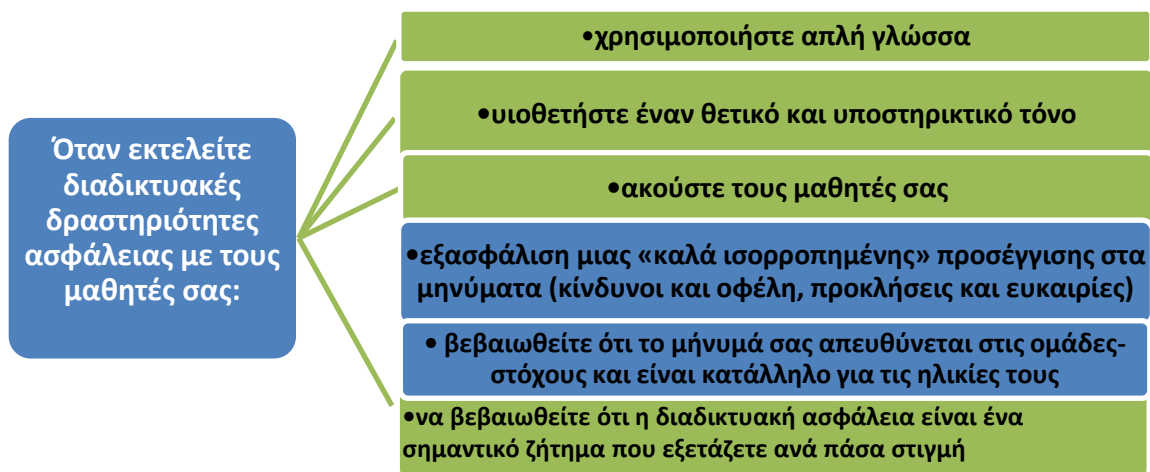 Όταν εκτελείτε
διαδικτυακές
δραστηριότητες
ασφάλειας με τους
μαθητές σας:
•χρησιμοποιήστε απλή γλώσσα
•υιοθετήστε έναν θετικό και υποστηρικτικό τόνο
•ακούστε τους μαθητές σας
•εξασφάλιση μιας «καλά ισορροπημένης» προσέγγισης στα
μηνύματα (κίνδυνοι και οφέλη, προκλήσεις και ευκαιρίες)
• βεβαιωθείτε ότι το μήνυμά σας απευθύνεται στις ομάδες-
στόχους και είναι κατάλληλο για τις ηλικίες τους
•να βεβαιωθείτε ότι η διαδικτυακή ασφάλεια είναι ένα
σημαντικό ζήτημα που εξετάζετε ανά πάσα στιγμή